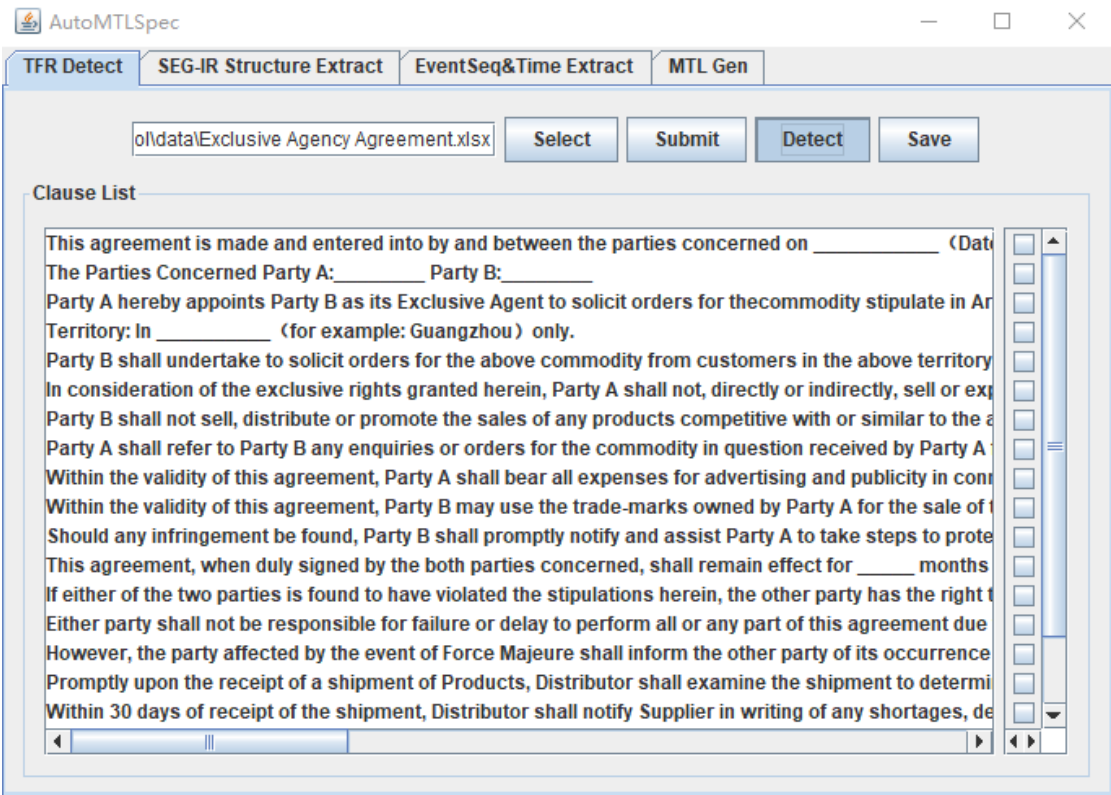 AutoMTLSpec
TFR Detect SEG-IR Structure Extract EventSeq&Time Extract MTL Gen
ol\data\Exclusive Agency Agreement.xlsx Select Submit Detect Save
Clause List
This agreement is made and entered into by and between the parties concerned on ____________ (Date
The Parties Concerned Party A:_________ Party B:_________
Party A hereby appoints Party B as its Exclusive Agent to solicit orders for thecommodity stipulate in Ar
Territory: In ___________ (for example: Guangzhou) only.
Party B shall undertake to solicit orders for the above commodity from customers in the above territory
In consideration of the exclusive rights granted herein, Party A shall not, directly or indirectly, sell or exp
Party B shall not sell, distribute or promote the sales of any products competitive with or similar to the a
Party A shall refer to Party B any enquiries or orders for the commodity in question received by Party A
Within the validity of this agreement, Party A shall bear all expenses for advertising and publicity in con
Within the validity of this agreement, Party B may use the trade-marks owned by Party A for the sale of t
Should any infringement be found, Party B shall promptly notify and assist Party A to take steps to prote
This agreement, when duly signed by the both parties concerned, shall remain effect for _____ months
If either of the two parties is found to have violated the stipulations herein, the other party has the right t
Either party shall not be responsible for failure or delay to perform all or any part of this agreement due
However, the party affected by the event of Force Majeure shall inform the other party of its occurrence
Promptly upon the receipt of a shipment of Products, Distributor shall examine the shipment to determi
Within 30 days of receipt of the shipment, Distributor shall notify Supplier in writing of any shortages, de